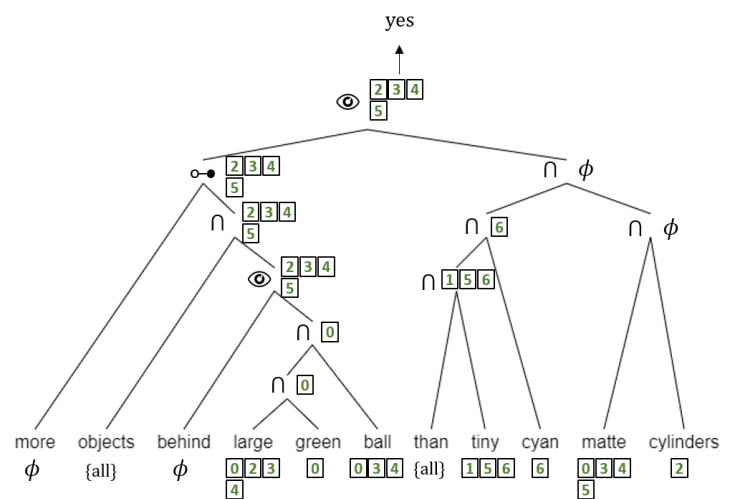 yes
2 3 4
5
2 3 4
5
∩ ϕ
2 3 4
∩ 5
∩ 6
∩ ϕ
2 3 4
5
∩ 1 5 6
∩ 0
∩ 0
more objects behind large green ball than tiny cyan matte cylinders
ϕ {all} ϕ 0 2 3 0 0 3 4 {all} 1 5 6 6 0 3 4 2
4 5